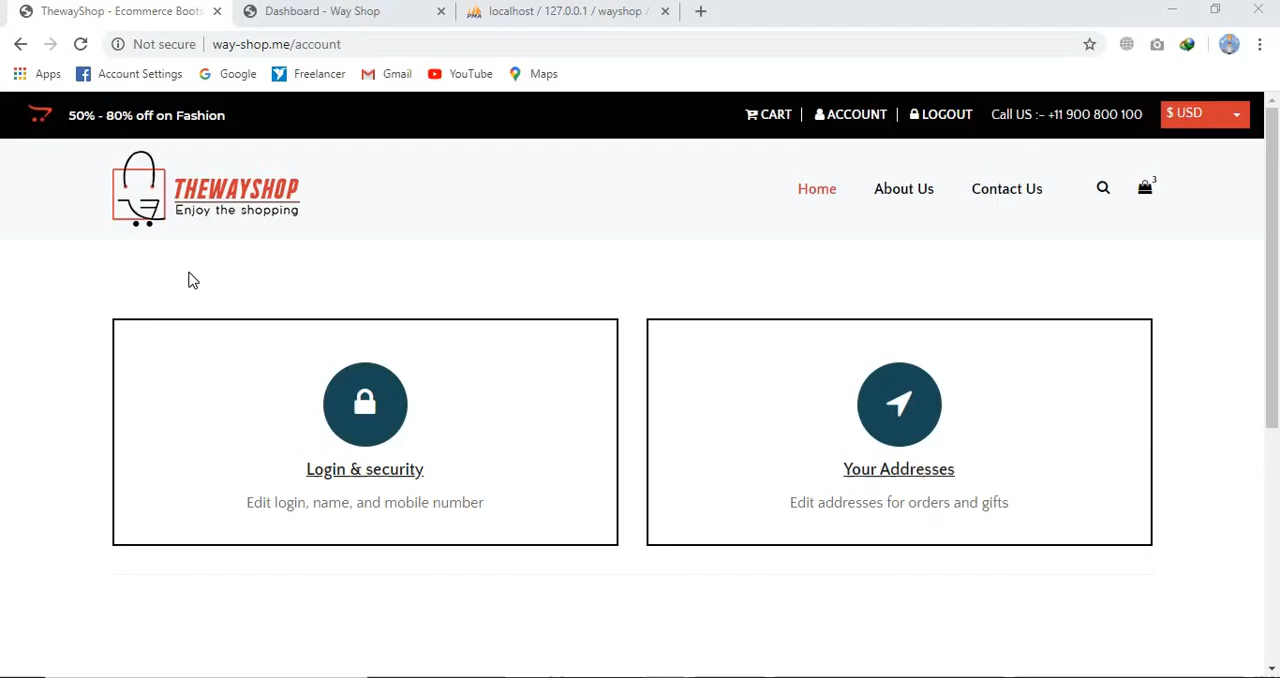 ThewayShop - Ecommerce Boots
Dashboard - Way Shop
localhost / 127.0.0.1 / wayshop /
Not secure
way-shop.me/account
Apps
Account Settings
Google
Freelancer
Gmail
YouTube
Maps
50% - 80% off on Fashion
CART
ACCOUNT
LOGOUT
Call US :- +11 900 800 100
$ USD
THEWAYSHOP
Enjoy the shopping
Home
About Us
Contact Us
3
Login & security
Edit login, name, and mobile number
Your Addresses
Edit addresses for orders and gifts